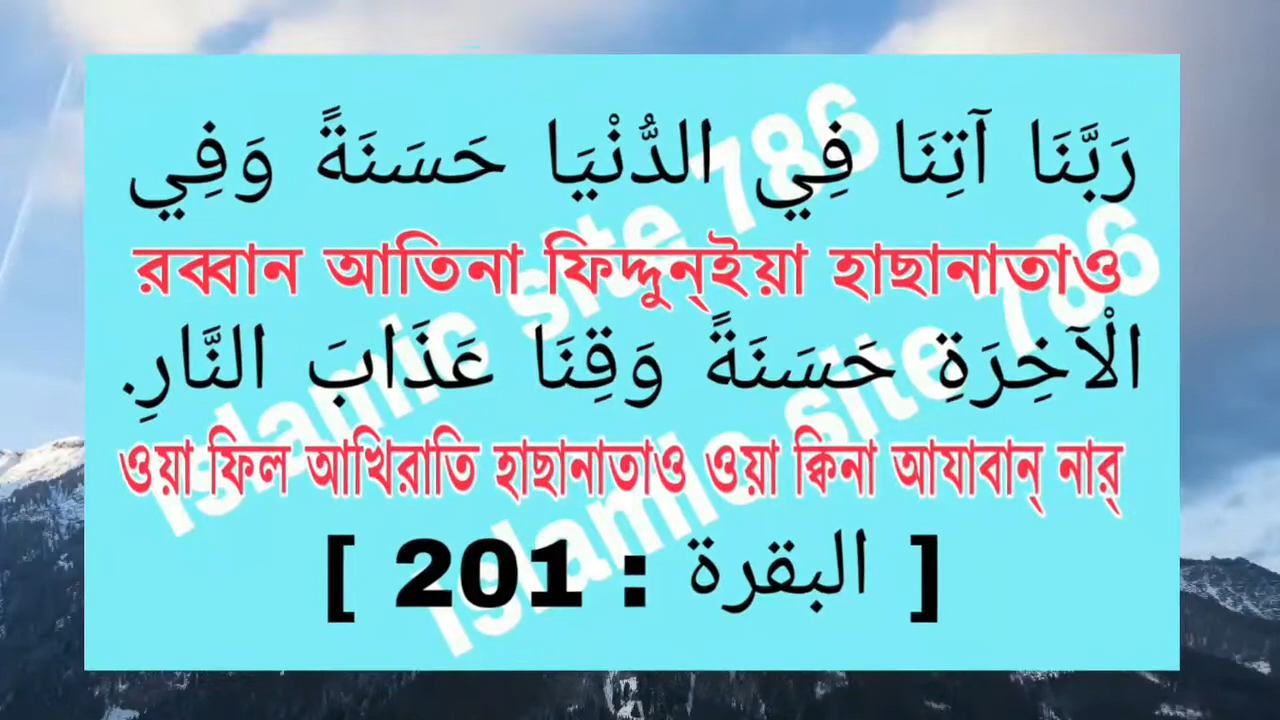 رَبَّنَا آتِنَا فِي الدُّنْيَا حَسَنَةً وَفِي
রব্বান আতিনা ফিদ্দুন্ইয়া হাছানাতাও
الْآخِرَةِ حَسَنَةً وَقِنَا عَذَابَ النَّارِ.
ওয়া ফিল আখিরাতি হাছানাতাও ওয়া ক্বিনা আযাবান্ নার্
[ البقرة : 201 ]
Islamic site 786
Islamic site 786